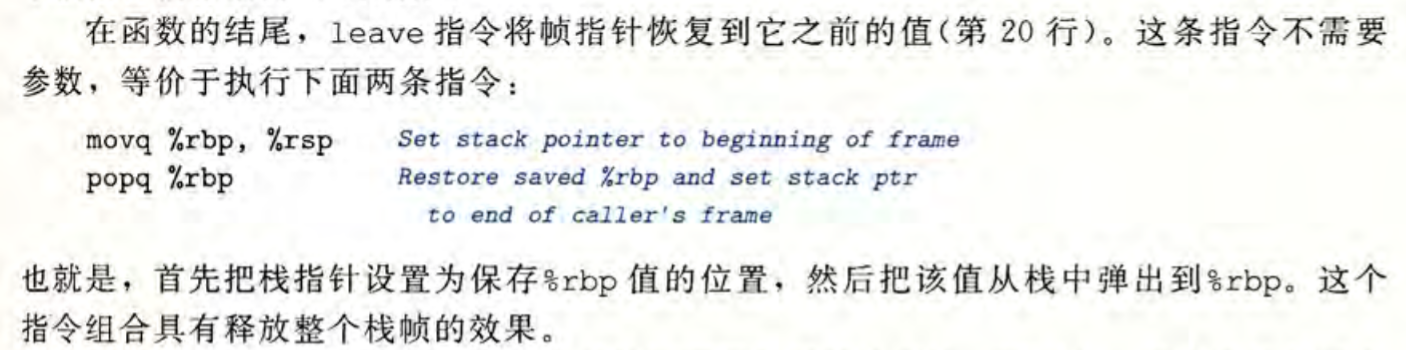 在函数的结尾，leave 指令将帧指针恢复到它之前的值(第 20 行)。这条指令不需要
参数，等价于执行下面两条指令：
movq %rbp, %rsp    Set stack pointer to beginning of frame
popq %rbp    Restore saved %rbp and set stack ptr
to end of caller's frame
也就是，首先把栈指针设置为保存%rbp 值的位置，然后把该值从栈中弹出到%rbp。这个
指令组合具有释放整个栈帧的效果。